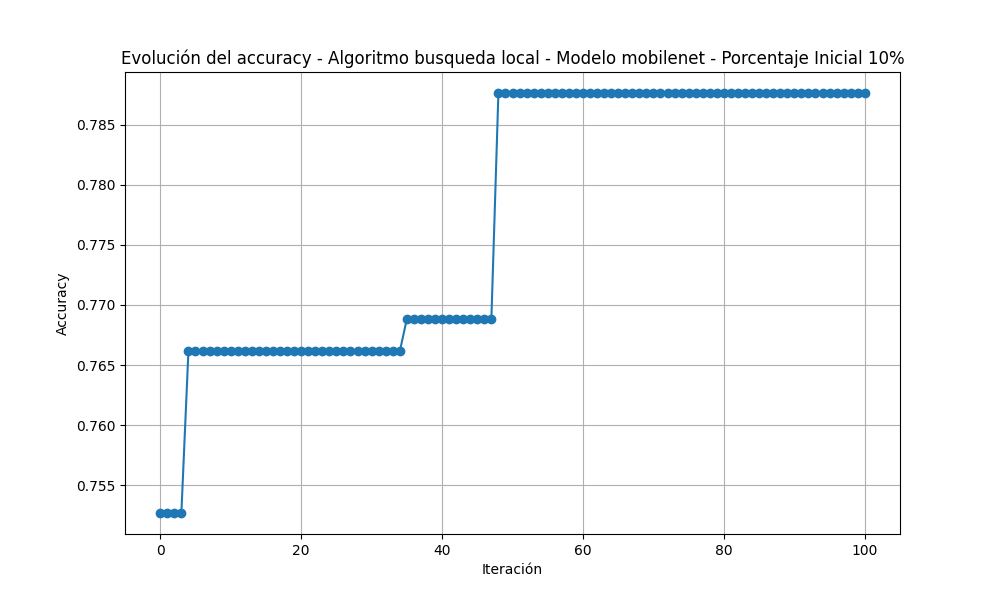 Evolución del accuracy - Algoritmo busqueda local - Modelo mobilenet - Porcentaje Inicial 10%
0.785
0.780
0.775
0.770
0.765
0.760
0.755
Accuracy
0 20 40 60 80 100
Iteración